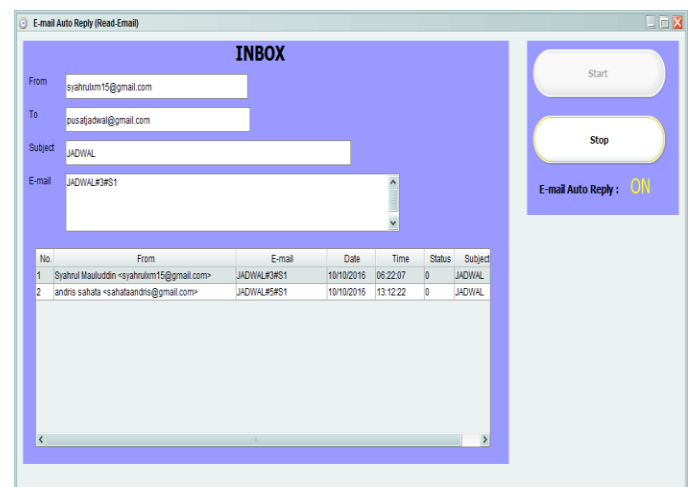 E-mail Auto Reply (Read-Email)
INBOX
From syahrulxm15@gmail.com
To pusatjadwal@gmail.com
Subject JADWAL
E-mail JADWAL#3#S1
No. From E-mail Date Time Status Subject
1 Syahrul Mauluddin <syahrulxm15@gmail.com> JADWAL#3#S1 10/10/2016 06:22:07 0 JADWAL
2 andris sahata <sahataandris@gmail.com> JADWAL#5#S1 10/10/2016 13:12:22 0 JADWAL
Start
Stop
E-mail Auto Reply : ON